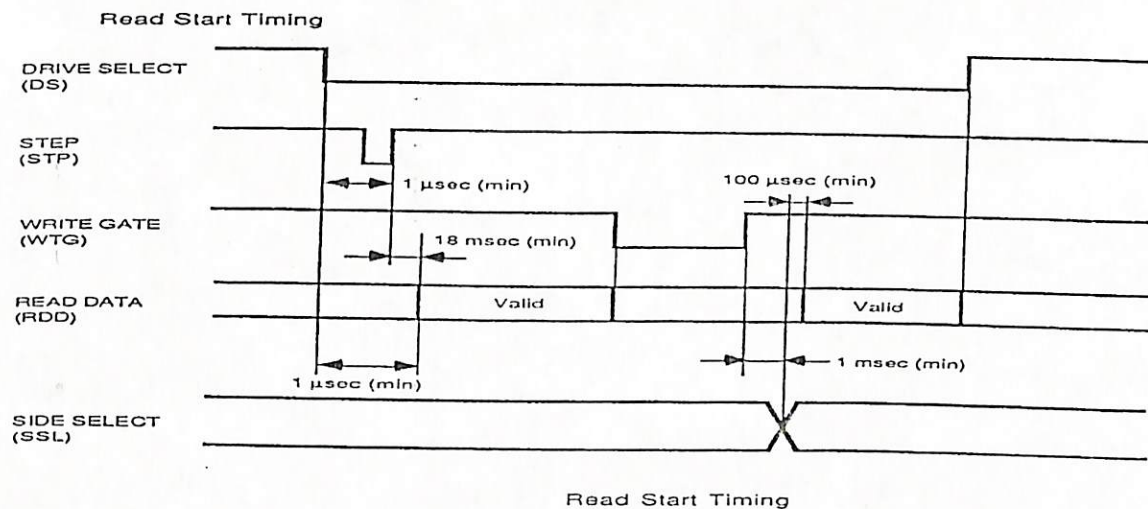 Read Start Timing
DRIVE SELECT
(DS)
STEP
(STP)
1 µsec (min)
100 µsec (min)
WRITE GATE
(WTG)
18 msec (min)
READ DATA
(RDD)
Valid
Valid
1 µsec (min)
1 msec (min)
SIDE SELECT
(SSL)
Read Start Timing